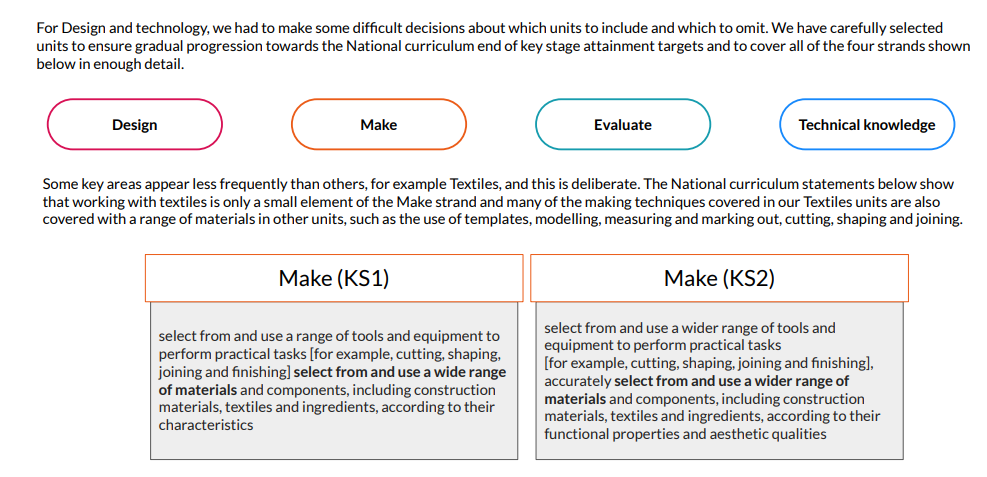 For Design and technology, we had to make some difficult decisions about which units to include and which to omit. We have carefully selected
units to ensure gradual progression towards the National curriculum end of key stage attainment targets and to cover all of the four strands shown
below in enough detail.
Design
Make
Evaluate
Technical knowledge
Some key areas appear less frequently than others, for example Textiles, and this is deliberate. The National curriculum statements below show
that working with textiles is only a small element of the Make strand and many of the making techniques covered in our Textiles units are also
covered with a range of materials in other units, such as the use of templates, modelling, measuring and marking out, cutting, shaping and joining.
Make (KS1)
select from and use a range of tools and equipment to
perform practical tasks [for example, cutting, shaping,
joining and finishing] select from and use a wide range
of materials and components, including construction
materials, textiles and ingredients, according to their
characteristics
Make (KS2)
select from and use a wider range of tools and
equipment to perform practical tasks
[for example, cutting, shaping, joining and finishing],
accurately select from and use a wider range of
materials and components, including construction
materials, textiles and ingredients, according to their
functional properties and aesthetic qualities